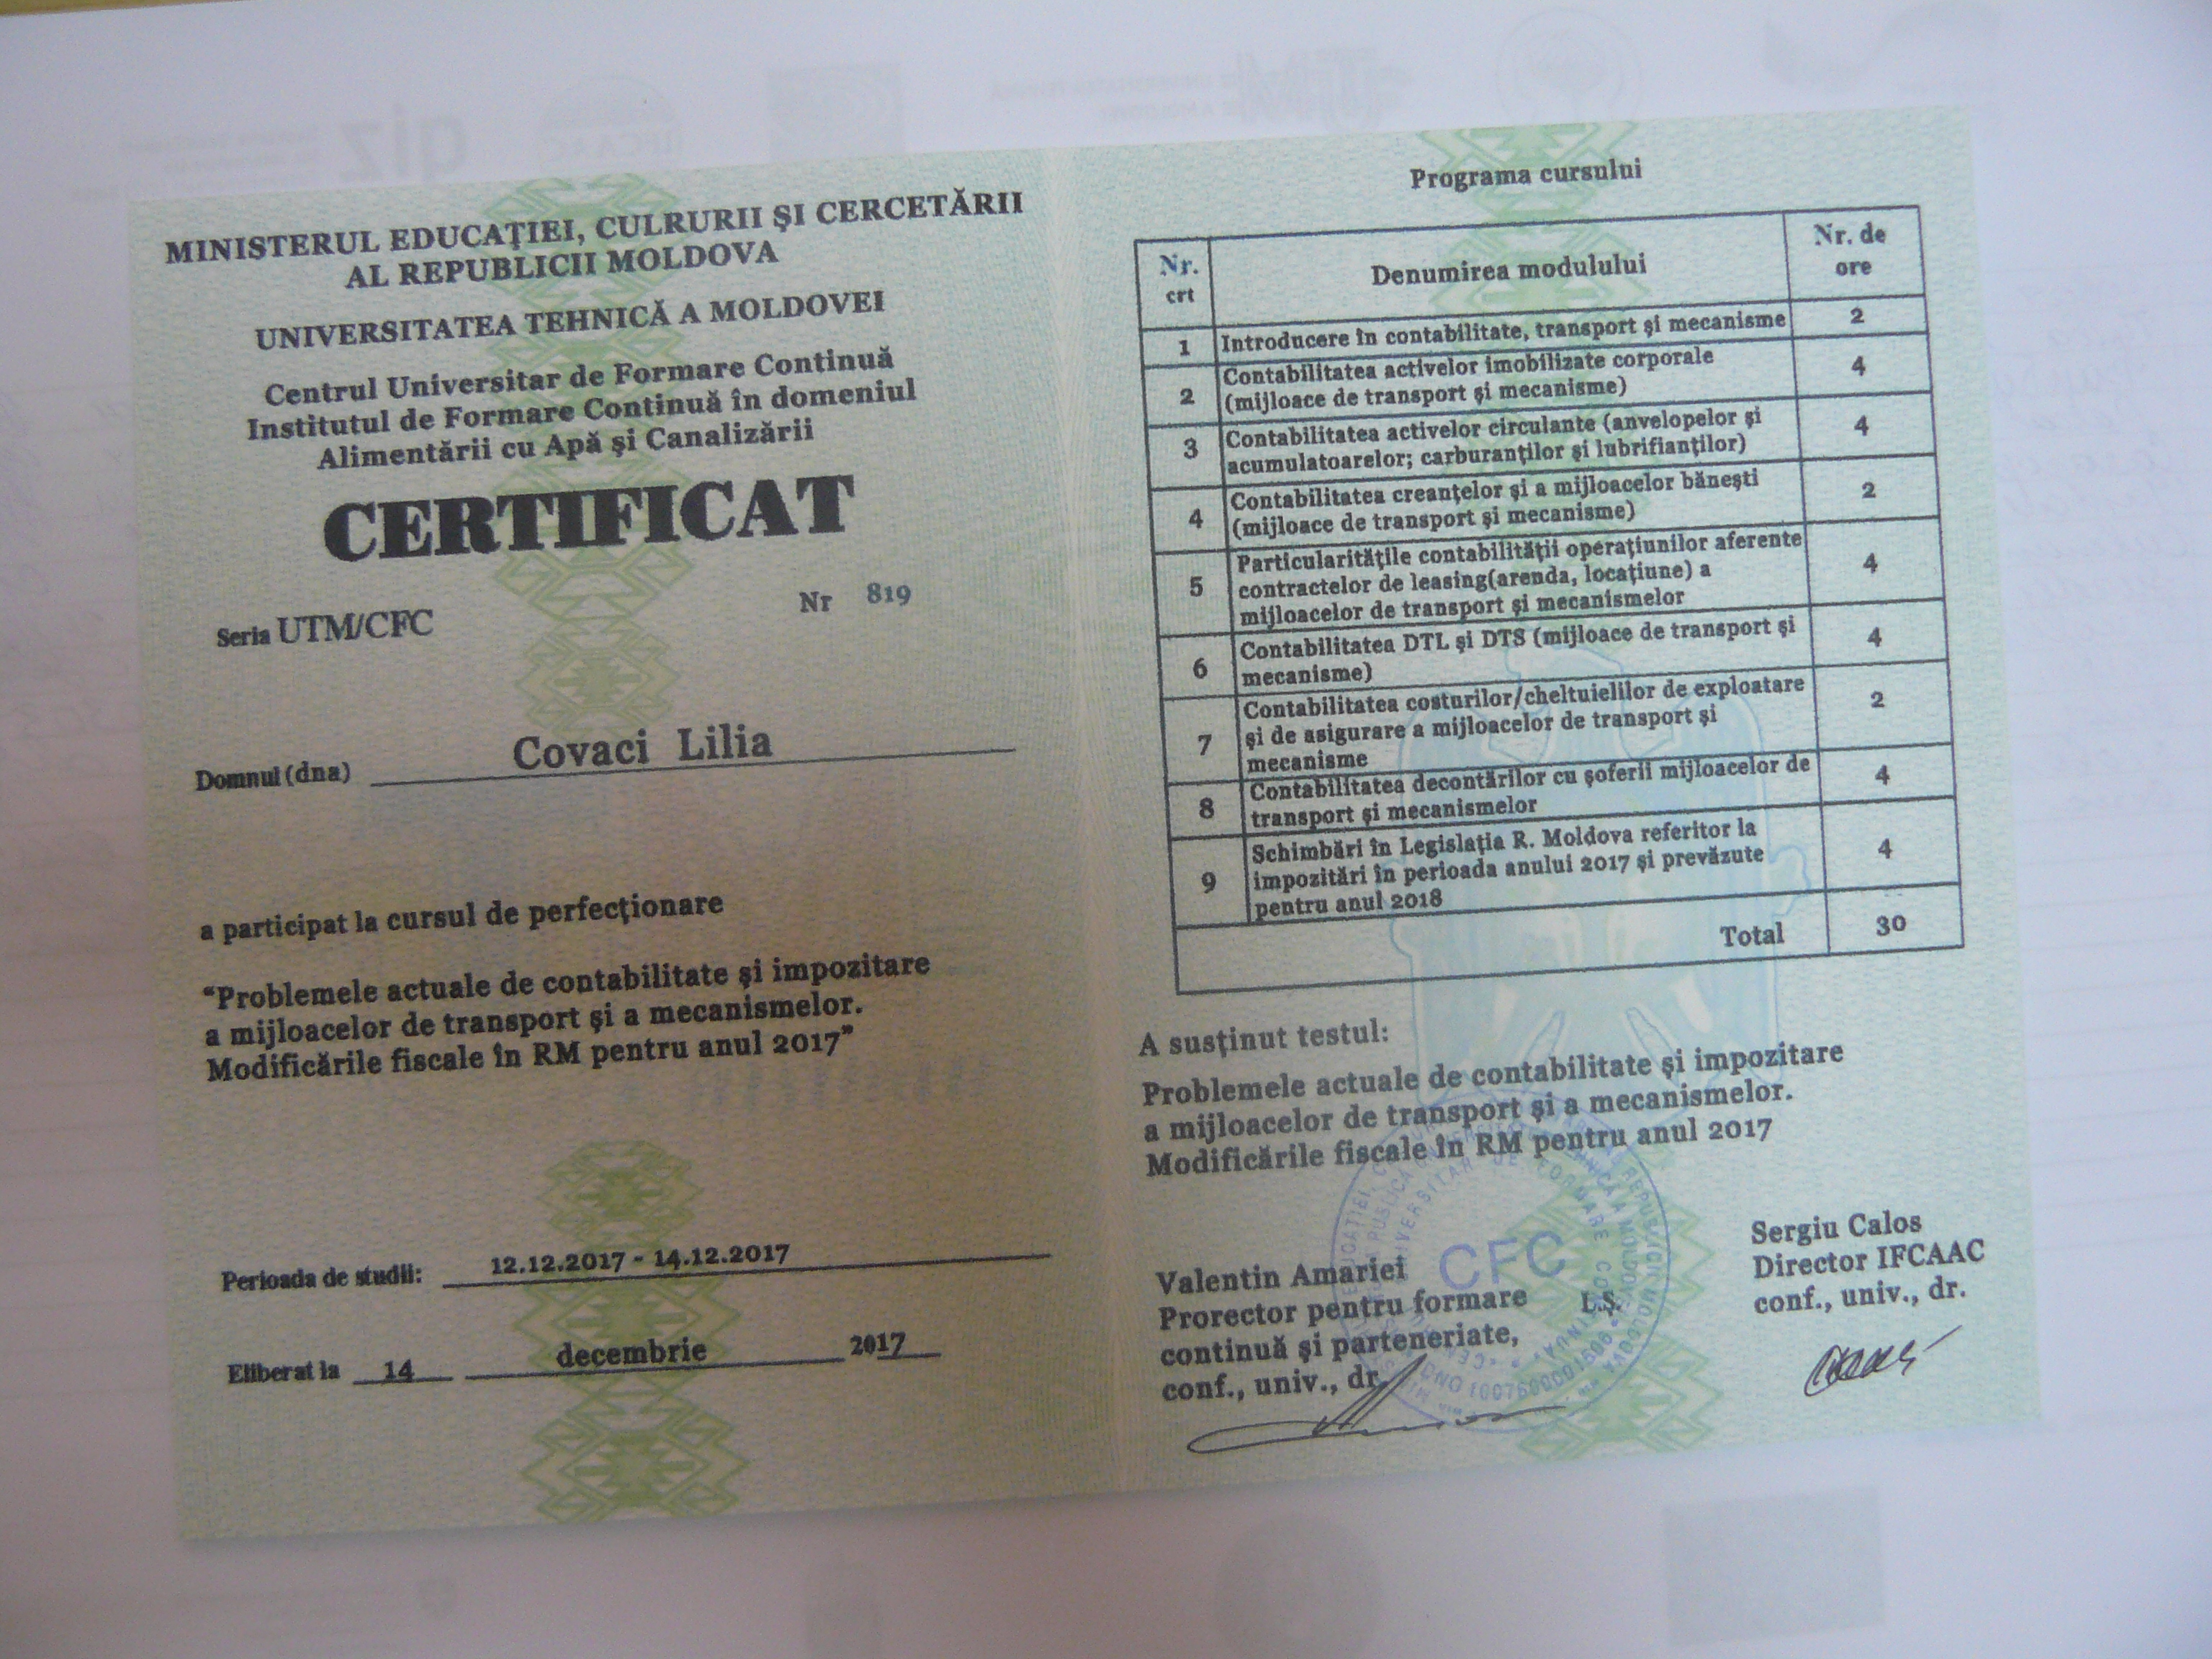 MINISTERUL EDUCAŢIEI, CULRURII ŞI CERCETĂRII
AL REPUBLICII MOLDOVA
UNIVERSITATEA TEHNICĂ A MOLDOVEI
Centrul Universitar de Formare Continuă
Institutul de Formare Continuă în domeniul
Alimentării cu Apă şi Canalizării
CERTIFICAT
Seria UTM/CFC Nr 819
Domnul (dna) Covaci Lilia
a participat la cursul de perfecţionare
“Problemele actuale de contabilitate şi impozitare
a mijloacelor de transport şi a mecanismelor.
Modificările fiscale în RM pentru anul 2017”
Perioada de studii: 12.12.2017 - 14.12.2017
Eliberat la 14 decembrie 2017
Programa cursului
Nr. crt Denumirea modulului Nr. de ore
1 Introducere în contabilitate, transport şi mecanisme 2
2 Contabilitatea activelor imobilizate corporale
(mijloace de transport şi mecanisme) 4
3 Contabilitatea activelor circulante (anvelopelor şi
acumulatoarelor; carburanţilor şi lubrifianţilor) 4
4 Contabilitatea creanţelor şi a mijloacelor băneşti
(mijloace de transport şi mecanisme) 2
5 Particularităţile contabilităţii operaţiunilor aferente
contractelor de leasing(arenda, locaţiune) a
mijloacelor de transport şi mecanismelor 4
6 Contabilitatea DTL şi DTS (mijloace de transport şi
mecanisme) 4
7 Contabilitatea costurilor/cheltuielilor de exploatare
şi de asigurare a mijloacelor de transport şi
mecanisme 2
8 Contabilitatea decontărilor cu şoferii mijloacelor de
transport şi mecanismelor 4
9 Schimbări în Legislaţia R. Moldova referitor la
impozitări în perioada anului 2017 şi prevăzute
pentru anul 2018 4
Total 30
A susţinut testul:
Problemele actuale de contabilitate şi impozitare
a mijloacelor de transport şi a mecanismelor.
Modificările fiscale în RM pentru anul 2017
Valentin Amariei
Prorector pentru formare
continuă şi parteneriate,
conf., univ., dr.
L.Ş.
CFC
Sergiu Calos
Director IFCAAC
conf., univ., dr.